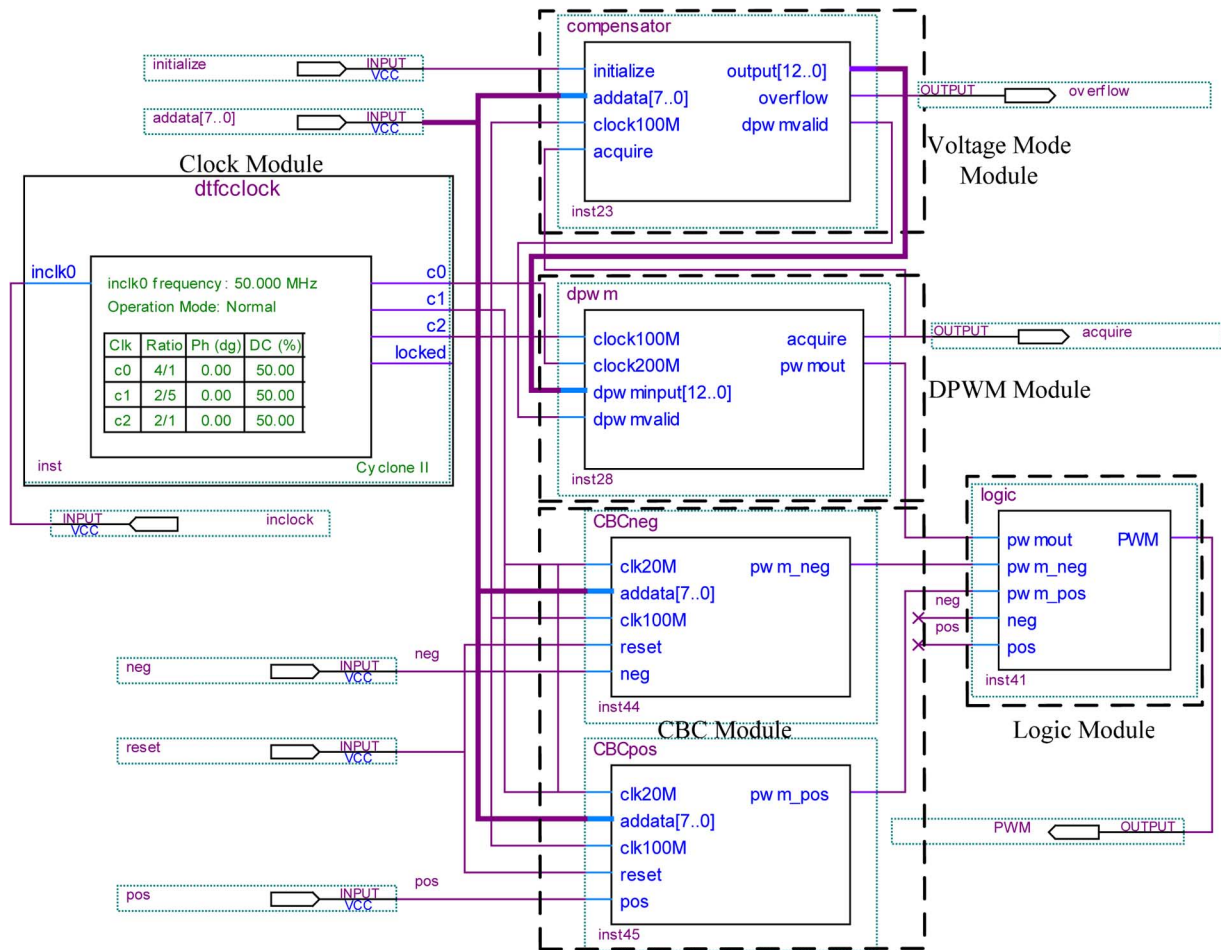 initialize
INPUT
VCC
addata[7..0]
INPUT
VCC
compensator
initialize
addata[7..0]
clock100M
acquire
output[12..0]
overflow
dpwmvalid
inst23
OUTPUT
overflow
Voltage Mode
Module
Clock Module
dtfcclock
inclk0
inclk0 frequency: 50.000 MHz
Operation Mode: Normal
Clk Ratio Ph (dg) DC (%)
c0 4/1 0.00 50.00
c1 2/5 0.00 50.00
c2 2/1 0.00 50.00
c0
c1
c2
locked
inst
Cyclone II
INPUT
VCC
inclock
dpwm
clock100M
clock200M
dpwminput[12..0]
dpwmvalid
acquire
pwmout
inst28
OUTPUT
acquire
DPWM Module
CBCneg
clk20M
addata[7..0]
clk100M
reset
neg
pwm_neg
inst44
CBC Module
neg
INPUT
VCC
neg
reset
INPUT
VCC
CBCpos
clk20M
addata[7..0]
clk100M
reset
pos
pwm_pos
inst45
pos
INPUT
VCC
pos
logic
pwmout
pwm_neg
pwm_pos
neg
pos
PWM
neg
pos
inst41
Logic Module
PWM
OUTPUT